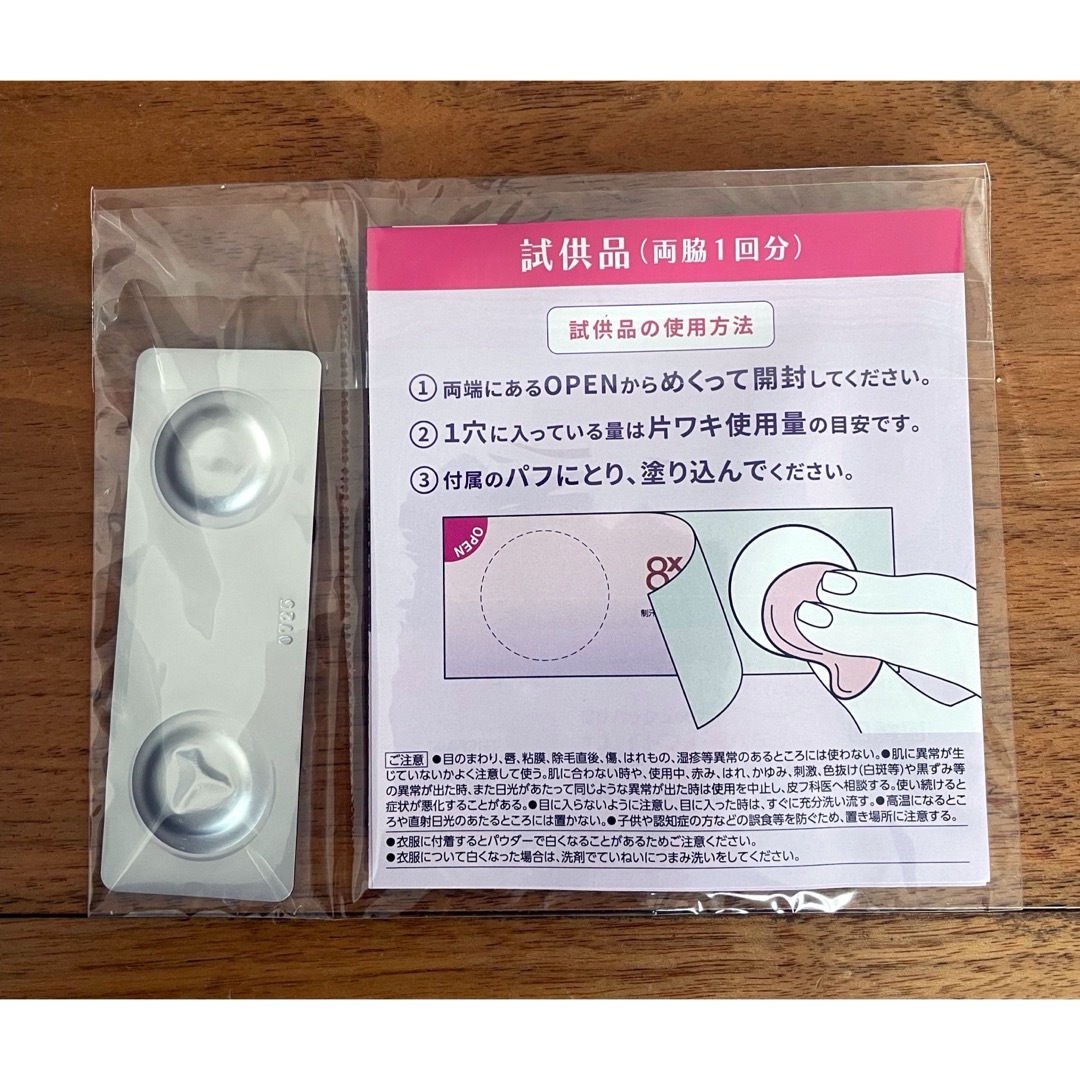 試供品(両脇1回分)
試供品の使用方法
① 両端にあるOPENからめくって開封してください。
② 1穴に入っている量は片ワキ使用量の目安です。
③ 付属のパフにとり、塗り込んでください。
OPEN
8x
制汗
0725
ご注意 ●目のまわり、唇、粘膜、除毛直後、傷、はれもの、湿疹等異常のあるところには使わない。●肌に異常が生
じていないかよく注意して使う。肌に合わない時や、使用中、赤み、はれ、かゆみ、刺激、色抜け(白斑等)や黒ずみ等
の異常が出た時、また日光があたって同じような異常が出た時は使用を中止し、皮フ科医へ相談する。使い続けると
症状が悪化することがある。●目に入らないように注意し、目に入った時は、すぐに充分洗い流す。●高温になるとこ
ろや直射日光のあたるところには置かない。●子供や認知症の方などの誤食等を防ぐため、置き場所に注意する。
●衣服に付着するとパウダーで白くなることがあるためご注意ください。
●衣服について白くなった場合は、洗剤でていねいにつまみ洗いをしてください。